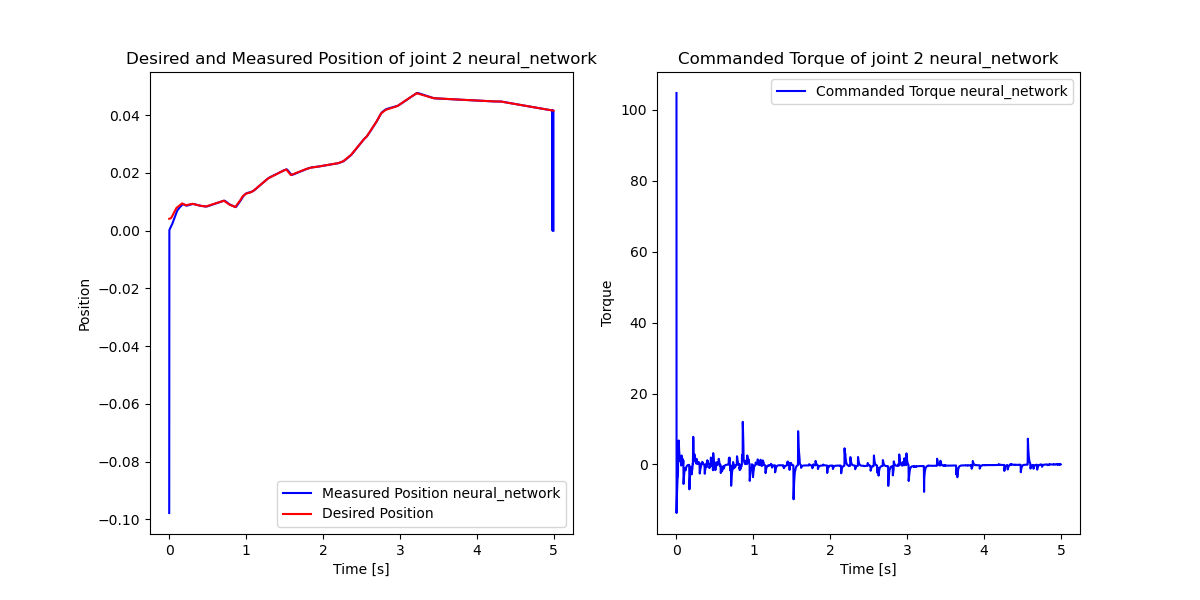 Desired and Measured Position of joint 2 neural_network
Position
0.04
0.02
0.00
−0.02
−0.04
−0.06
−0.08
−0.10
Measured Position neural_network
Desired Position
0
1
2
3
4
5
Time [s]
Commanded Torque of joint 2 neural_network
Torque
100
80
60
40
20
0
Commanded Torque neural_network
0
1
2
3
4
5
Time [s]